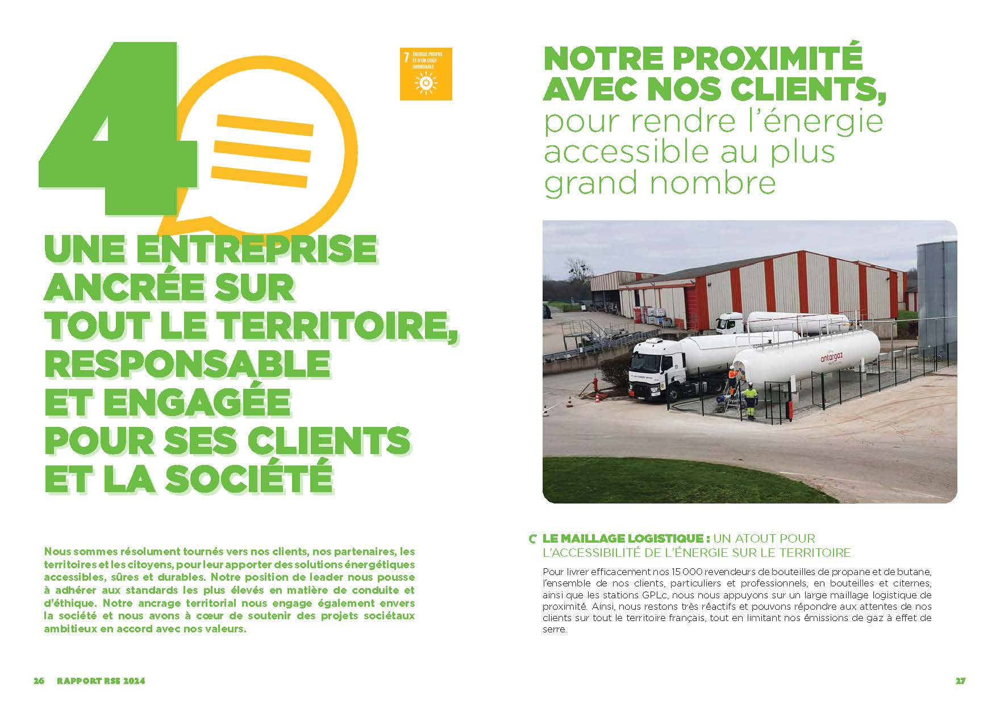 4
7 ÉNERGIE PROPRE
ET D'UN COÛT
ABORDABLE
UNE ENTREPRISE
ANCRÉE SUR
TOUT LE TERRITOIRE,
RESPONSABLE
ET ENGAGÉE
POUR SES CLIENTS
ET LA SOCIÉTÉ
Nous sommes résolument tournés vers nos clients, nos partenaires, les
territoires et les citoyens, pour leur apporter des solutions énergétiques
accessibles, sûres et durables. Notre position de leader nous pousse
à adhérer aux standards les plus élevés en matière de conduite et
d’éthique. Notre ancrage territorial nous engage également envers
la société et nous avons à cœur de soutenir des projets sociétaux
ambitieux en accord avec nos valeurs.
26 RAPPORT RSE 2024
NOTRE PROXIMITÉ
AVEC NOS CLIENTS,
pour rendre l’énergie
accessible au plus
grand nombre
antargaz
LE MAILLAGE LOGISTIQUE : UN ATOUT POUR
L’ACCESSIBILITÉ DE L’ÉNERGIE SUR LE TERRITOIRE
Pour livrer efficacement nos 15 000 revendeurs de bouteilles de propane et de butane,
l'ensemble de nos clients, particuliers et professionnels, en bouteilles et citernes,
ainsi que les stations GPLc, nous nous appuyons sur un large maillage logistique de
proximité. Ainsi, nous restons très réactifs et pouvons répondre aux attentes de nos
clients sur tout le territoire français, tout en limitant nos émissions de gaz à effet de
serre.
27